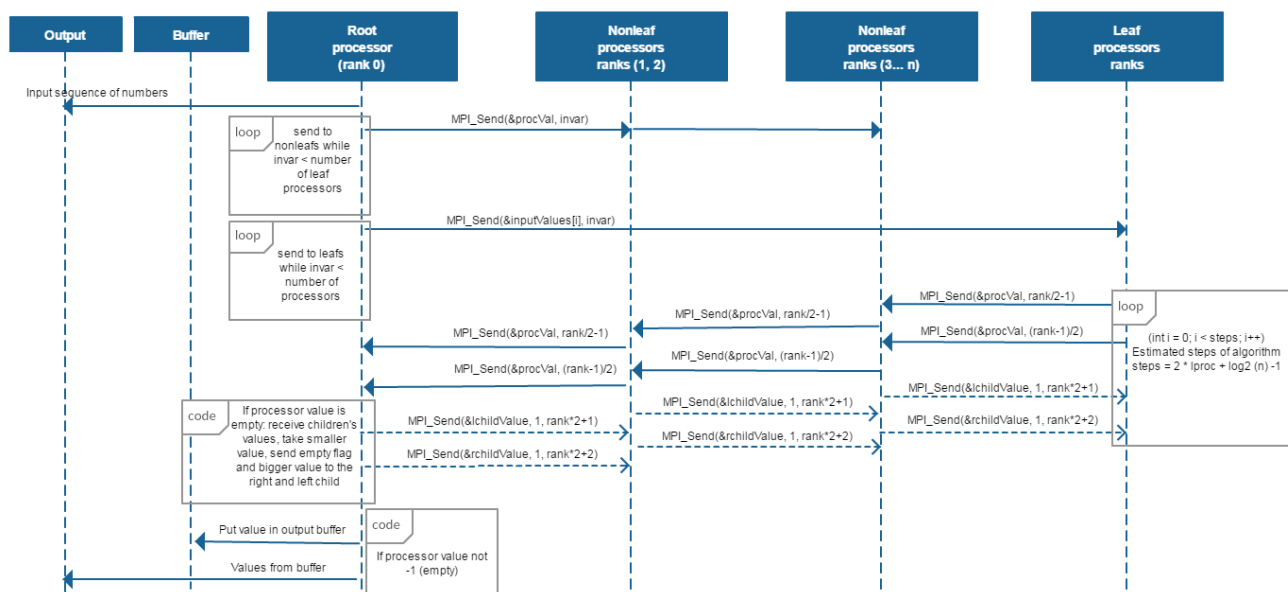 Output
Buffer
Root
processor
(rank 0)
Nonleaf
processors
ranks (1, 2)
Nonleaf
processors
ranks (3... n)
Leaf
processors
ranks
Input sequence of numbers
loop
send to
nonleafs while
invar < number
of leaf
processors
MPI_Send(&procVal, invar)
loop
send to leafs
while invar <
number of
processors
MPI_Send(&inputValues[i], invar)
MPI_Send(&procVal, rank/2-1)
MPI_Send(&procVal, rank/2-1)
MPI_Send(&procVal, rank/2-1)
loop
(int i = 0; i < steps; i++)
Estimated steps of algorithm
steps = 2 * lproc + log2 (n) -1
MPI_Send(&procVal, (rank-1)/2)
MPI_Send(&procVal, (rank-1)/2)
MPI_Send(&procVal, (rank-1)/2)
code
If processor value is
empty: receive children's
values, take smaller
value, send empty flag
and bigger value to the
right and left child
MPI_Send(&lchildValue, 1, rank*2+1)
MPI_Send(&lchildValue, 1, rank*2+1)
MPI_Send(&lchildValue, 1, rank*2+1)
MPI_Send(&rchildValue, 1, rank*2+2)
MPI_Send(&rchildValue, 1, rank*2+2)
MPI_Send(&rchildValue, 1, rank*2+2)
Put value in output buffer
code
If processor value not
-1 (empty)
Values from buffer